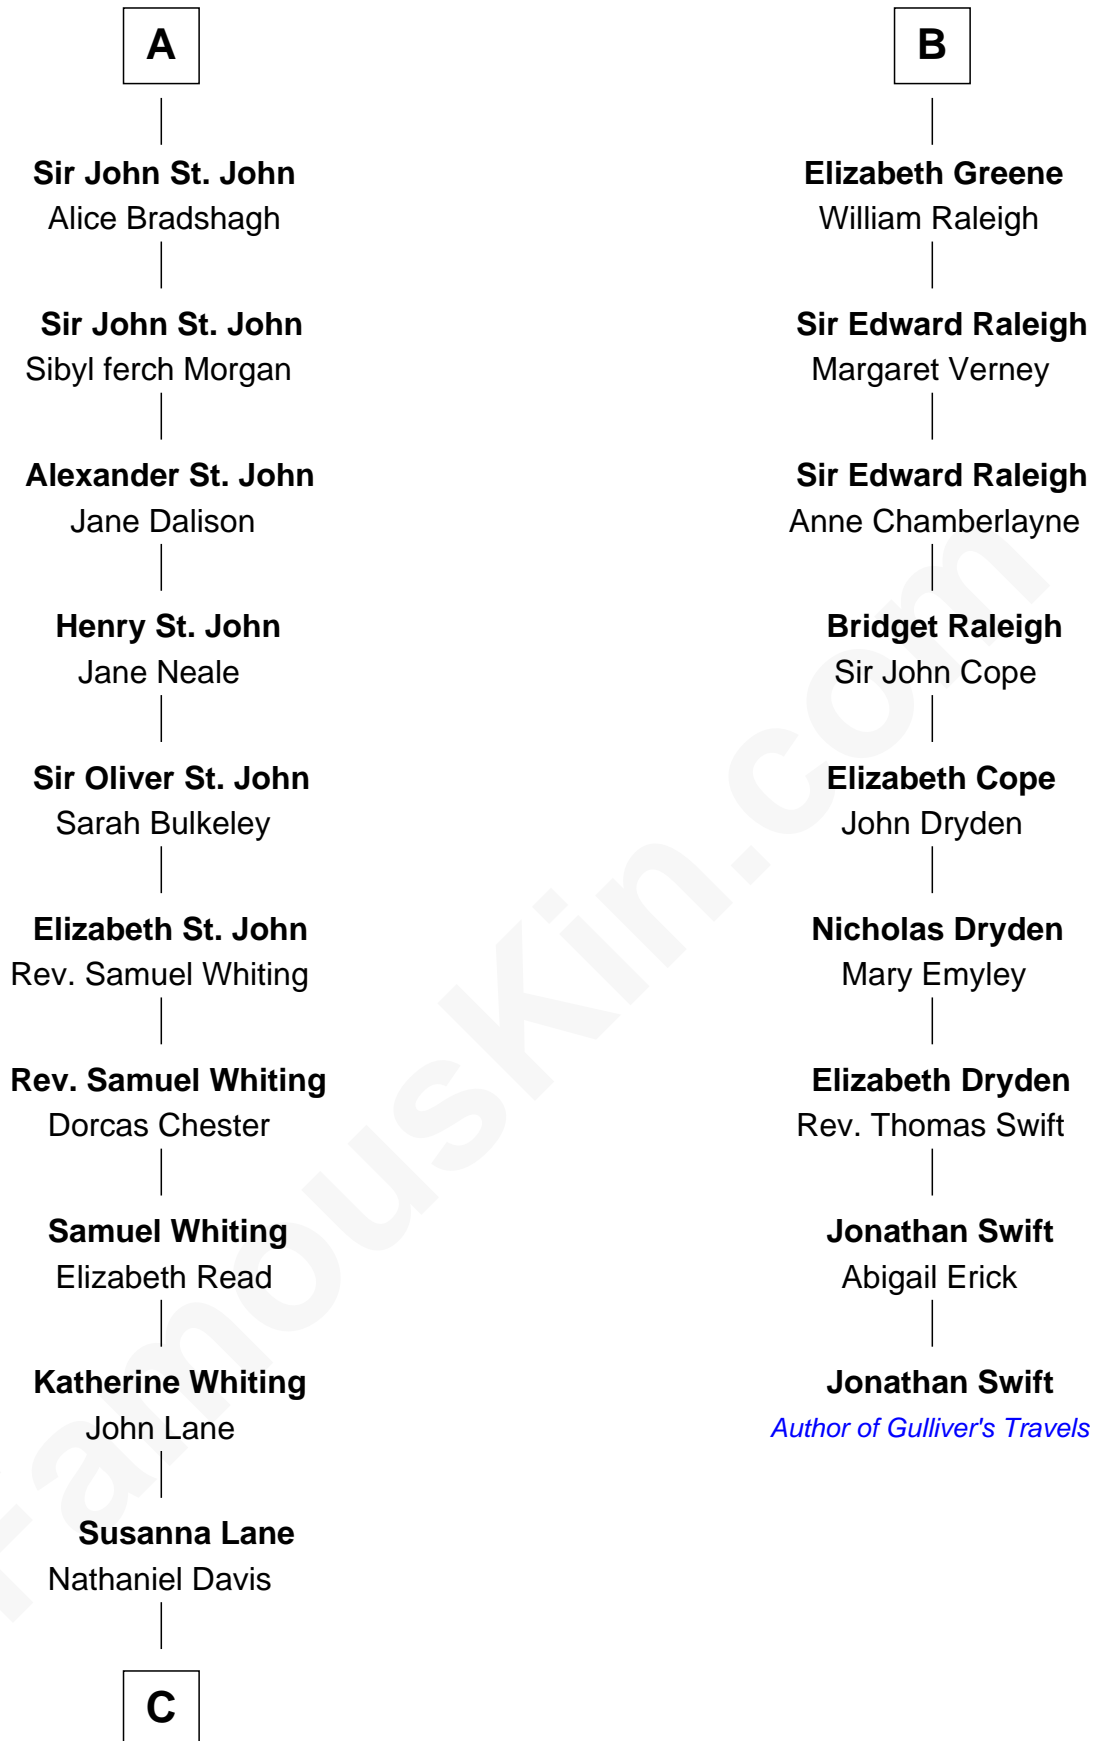 A
Sir John St. John
Alice Bradshagh
Sir John St. John
Sibyl ferch Morgan
Alexander St. John
Jane Dalison
Henry St. John
Jane Neale
Sir Oliver St. John
Sarah Bulkeley
Elizabeth St. John
Rev. Samuel Whiting
Rev. Samuel Whiting
Dorcas Chester
Samuel Whiting
Elizabeth Read
Katherine Whiting
John Lane
Susanna Lane
Nathaniel Davis
C
B
Elizabeth Greene
William Raleigh
Sir Edward Raleigh
Margaret Verney
Sir Edward Raleigh
Anne Chamberlayne
Bridget Raleigh
Sir John Cope
Elizabeth Cope
John Dryden
Nicholas Dryden
Mary Emyley
Elizabeth Dryden
Rev. Thomas Swift
Jonathan Swift
Abigail Erick
Jonathan Swift
Author of Gulliver's Travels
FamousKin.com